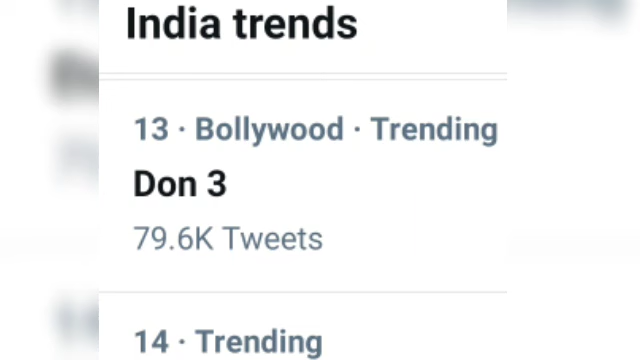 India trends
13 · Bollywood · Trending
Don 3
79.6K Tweets
14 · Trending